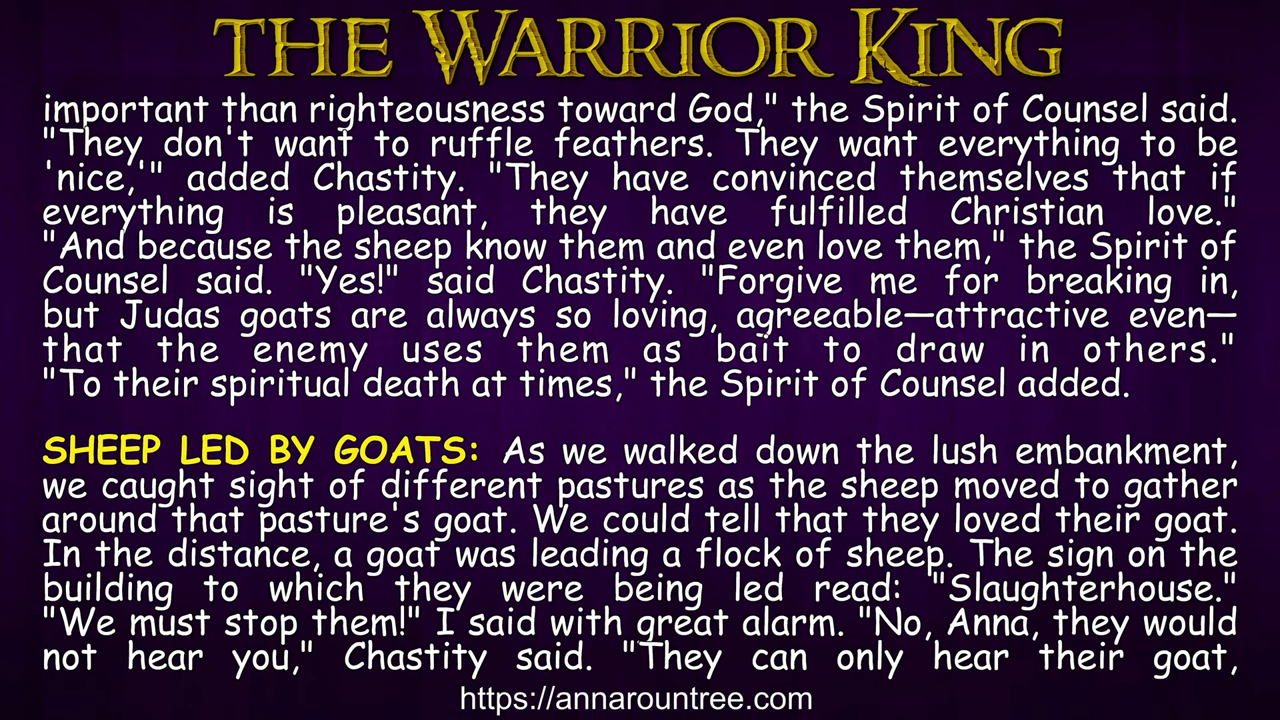 THE WARRIOR KING
important than righteousness toward God," the Spirit of Counsel said.
"They don't want to ruffle feathers. They want everything to be
'nice,'" added Chastity. "They have convinced themselves that if
everything is pleasant, they have fulfilled Christian love."
"And because the sheep know them and even love them," the Spirit of
Counsel said. "Yes!" said Chastity. "Forgive me for breaking in,
but Judas goats are always so loving, agreeable—attractive even—
that the enemy uses them as bait to draw in others."
"To their spiritual death at times," the Spirit of Counsel added.
SHEEP LED BY GOATS: As we walked down the lush embankment,
we caught sight of different pastures as the sheep moved to gather
around that pasture's goat. We could tell that they loved their goat.
In the distance, a goat was leading a flock of sheep. The sign on the
building to which they were being led read: "Slaughterhouse."
"We must stop them!" I said with great alarm. "No, Anna, they would
not hear you," Chastity said. "They can only hear their goat,
https://annarountree.com